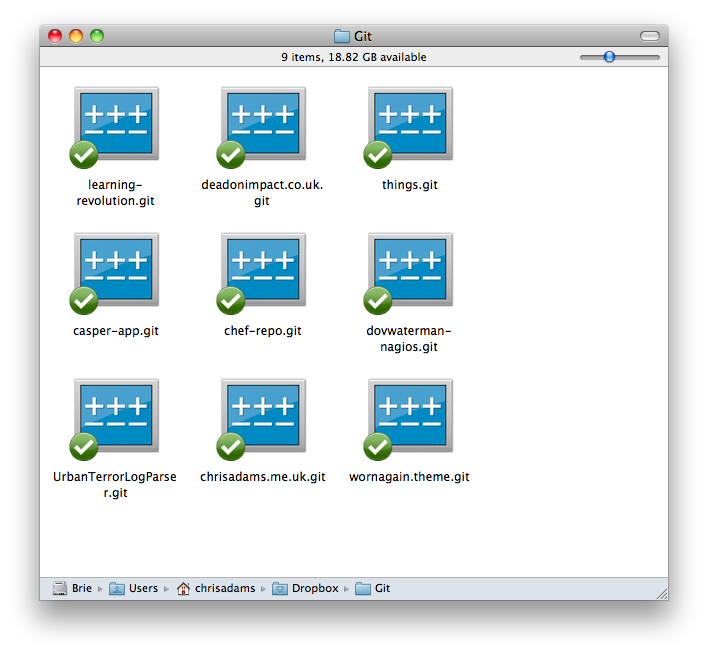 Git
9 items, 18.82 GB available
learning-
revolution.git
deadonimpact.co.uk.
git
things.git
casper-app.git
chef-repo.git
dovwaterman-
nagios.git
UrbanTerrorLogParse
r.git
chrisadams.me.uk.git
wornagain.theme.git
Brie Users chrisadams Dropbox Git